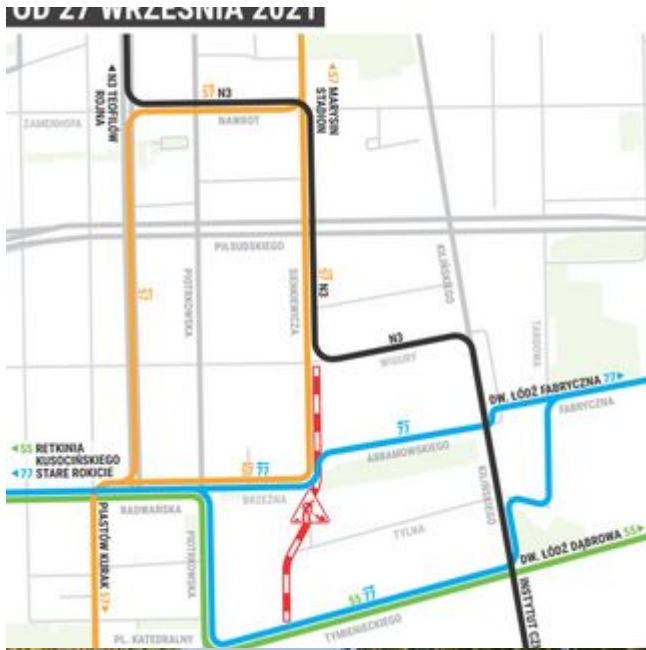 OD 27 WRZEŚNIA 2021
◄N3 TEOFILÓW
ROJNA
57 N3
◄57 MARYSIN
STADION
ZAMENHOFA
NAWROT
PIŁSUDSKIEGO
57
PIOTRKOWSKA
SIENKIEWICZA
57 N3
KILIŃSKIEGO
N3
WIGURY
TARGOWA
DW. ŁÓDŹ FABRYCZNA 77►
FABRYCZNA
77
ABRAMOWSKIEGO
◄55 RETKINIA
KUSOCIŃSKIEGO
◄77 STARE ROKICIE
57 77
BRZEŹNA
RADWAŃSKA
KILIŃSKIEGO
PIASTÓW KURAK 57►
PIOTRKOWSKA
TYLNA
DW. ŁÓDŹ DĄBROWA 55►
55 77
TYMIENIECKIEGO
PL. KATEDRALNY
INSTYTUT